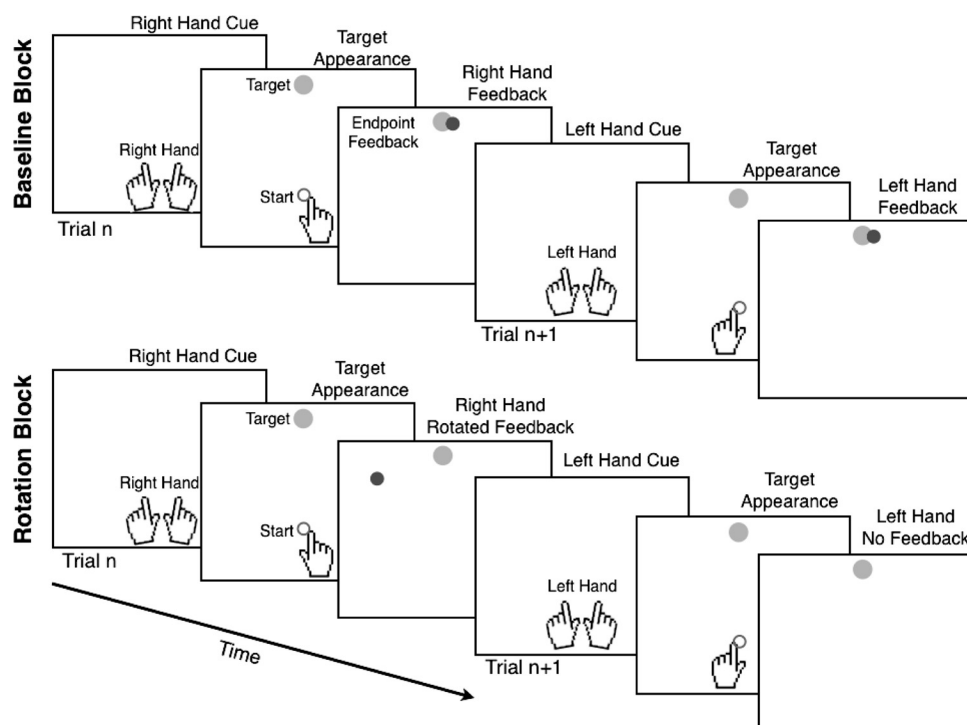 Baseline Block
Right Hand Cue
Right Hand
Trial n
Target
Appearance
Target
Start
Right Hand
Feedback
Endpoint
Feedback
Left Hand Cue
Left Hand
Trial n+1
Target
Appearance
Left Hand
Feedback
Rotation Block
Right Hand Cue
Right Hand
Trial n
Target
Appearance
Target
Start
Right Hand
Rotated Feedback
Left Hand Cue
Left Hand
Trial n+1
Target
Appearance
Left Hand
No Feedback
Time